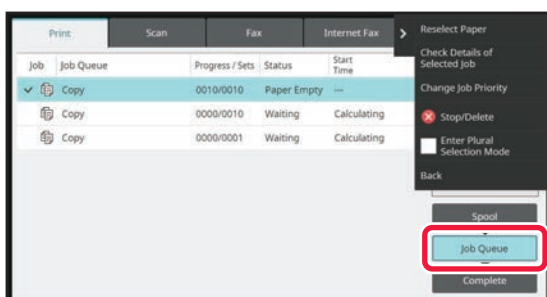 Print Scan Fax Internet Fax
Job Job Queue Progress / Sets Status Start Time
Copy 0010/0010 Paper Empty ---
Copy 0000/0010 Waiting Calculating
Copy 0000/0001 Waiting Calculating
Reselect Paper
Check Details of
Selected Job
Change Job Priority
Stop/Delete
Enter Plural
Selection Mode
Back
Spool
Job Queue
Complete